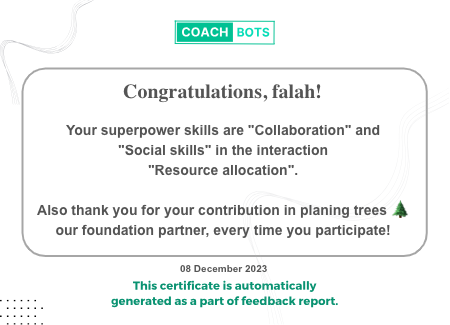 COACH BOTS
Congratulations, falah!
Your superpower skills are "Collaboration" and
"Social skills" in the interaction
"Resource allocation".
Also thank you for your contribution in planing trees 🌲
our foundation partner, every time you participate!
08 December 2023
This certificate is automatically
generated as a part of feedback report.